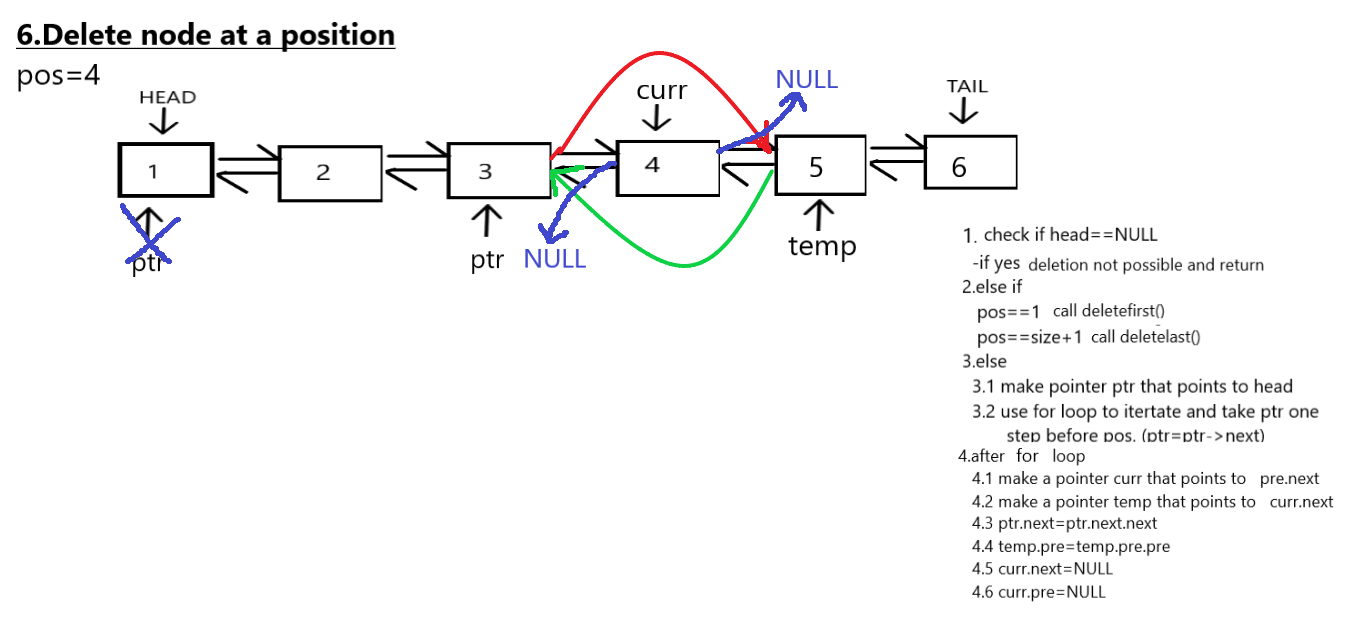 6.Delete node at a position
pos=4
HEAD
curr
NULL
TAIL
1
2
3
4
5
6
ptr
ptr
NULL
temp
1. check if head==NULL
-if yes deletion not possible and return
2.else if
pos==1 call deletefirst()
pos==size+1 call deletelast()
3.else
3.1 make pointer ptr that points to head
3.2 use for loop to itertate and take ptr one
step before pos. (ptr=ptr->next)
4.after for loop
4.1 make a pointer curr that points to pre.next
4.2 make a pointer temp that points to curr.next
4.3 ptr.next=ptr.next.next
4.4 temp.pre=temp.pre.pre
4.5 curr.next=NULL
4.6 curr.pre=NULL